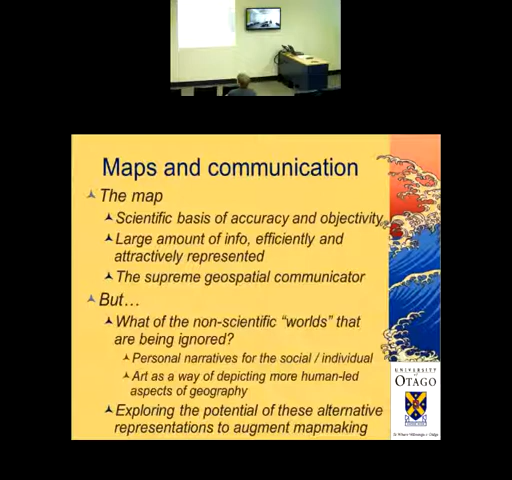 Maps and communication
The map
Scientific basis of accuracy and objectivity
Large amount of info, efficiently and
attractively represented
The supreme geospatial communicator
But…
What of the non-scientific “worlds” that
are being ignored?
Personal narratives for the social / individual
Art as a way of depicting more human-led
aspects of geography
Exploring the potential of these alternative
representations to augment mapmaking
UNIVERSITY
of
OTAGO